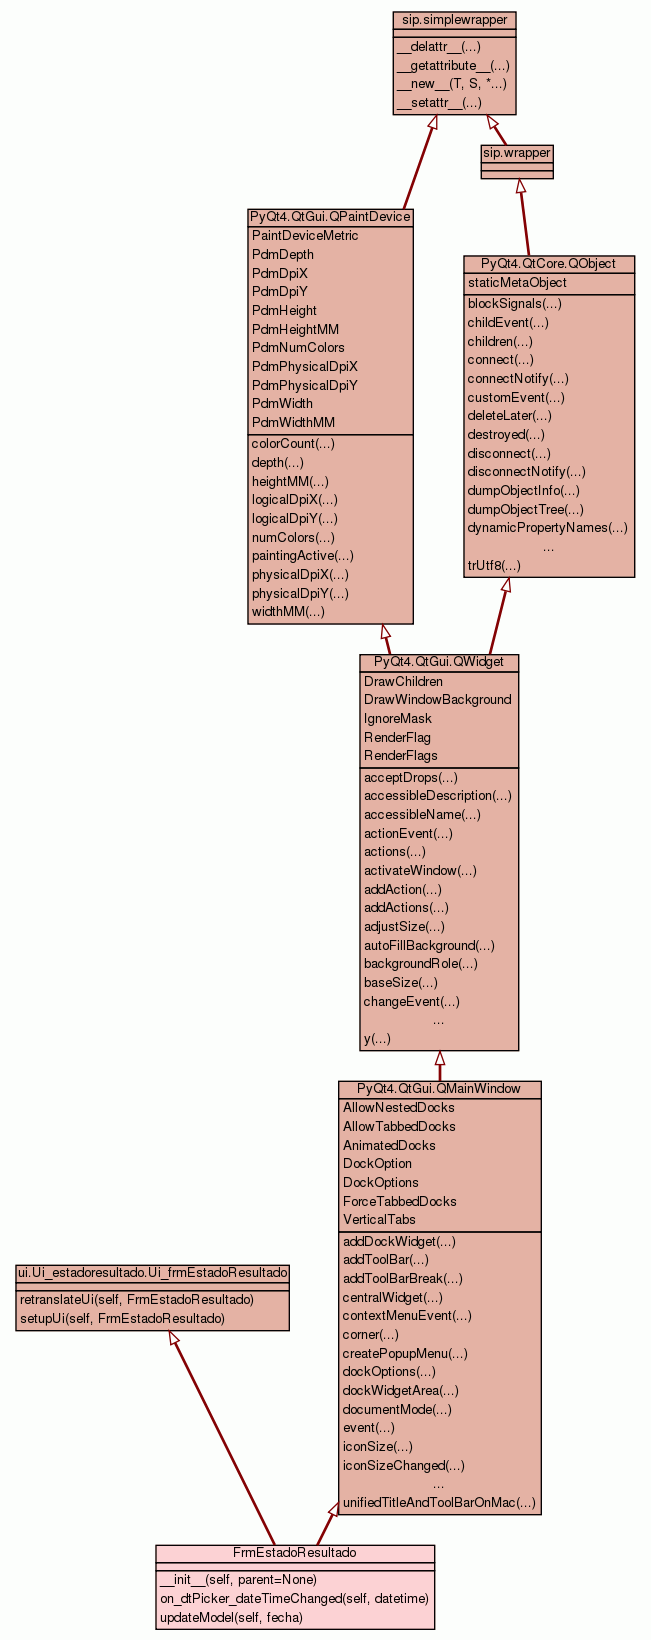 sip.simplewrapper
__delattr__(...)
__getattribute__(...)
__new__(T, S, *...)
__setattr__(...)
sip.wrapper
PyQt4.QtGui.QPaintDevice
PaintDeviceMetric
PdmDepth
PdmDpiX
PdmDpiY
PdmHeight
PdmHeightMM
PdmNumColors
PdmPhysicalDpiX
PdmPhysicalDpiY
PdmWidth
PdmWidthMM
colorCount(...)
depth(...)
heightMM(...)
logicalDpiX(...)
logicalDpiY(...)
numColors(...)
paintingActive(...)
physicalDpiX(...)
physicalDpiY(...)
widthMM(...)
PyQt4.QtCore.QObject
staticMetaObject
blockSignals(...)
childEvent(...)
children(...)
connect(...)
connectNotify(...)
customEvent(...)
deleteLater(...)
destroyed(...)
disconnect(...)
disconnectNotify(...)
dumpObjectInfo(...)
dumpObjectTree(...)
dynamicPropertyNames(...)
...
trUtf8(...)
PyQt4.QtGui.QWidget
DrawChildren
DrawWindowBackground
IgnoreMask
RenderFlag
RenderFlags
acceptDrops(...)
accessibleDescription(...)
accessibleName(...)
actionEvent(...)
actions(...)
activateWindow(...)
addAction(...)
addActions(...)
adjustSize(...)
autoFillBackground(...)
backgroundRole(...)
baseSize(...)
changeEvent(...)
...
y(...)
PyQt4.QtGui.QMainWindow
AllowNestedDocks
AllowTabbedDocks
AnimatedDocks
DockOption
DockOptions
ForceTabbedDocks
VerticalTabs
addDockWidget(...)
addToolBar(...)
addToolBarBreak(...)
centralWidget(...)
contextMenuEvent(...)
corner(...)
createPopupMenu(...)
dockOptions(...)
dockWidgetArea(...)
documentMode(...)
event(...)
iconSize(...)
iconSizeChanged(...)
...
unifiedTitleAndToolBarOnMac(...)
ui.Ui_estadoresultado.Ui_frmEstadoResultado
retranslateUi(self, FrmEstadoResultado)
setupUi(self, FrmEstadoResultado)
FrmEstadoResultado
__init__(self, parent=None)
on_dtPicker_dateTimeChanged(self, datetime)
updateModel(self, fecha)